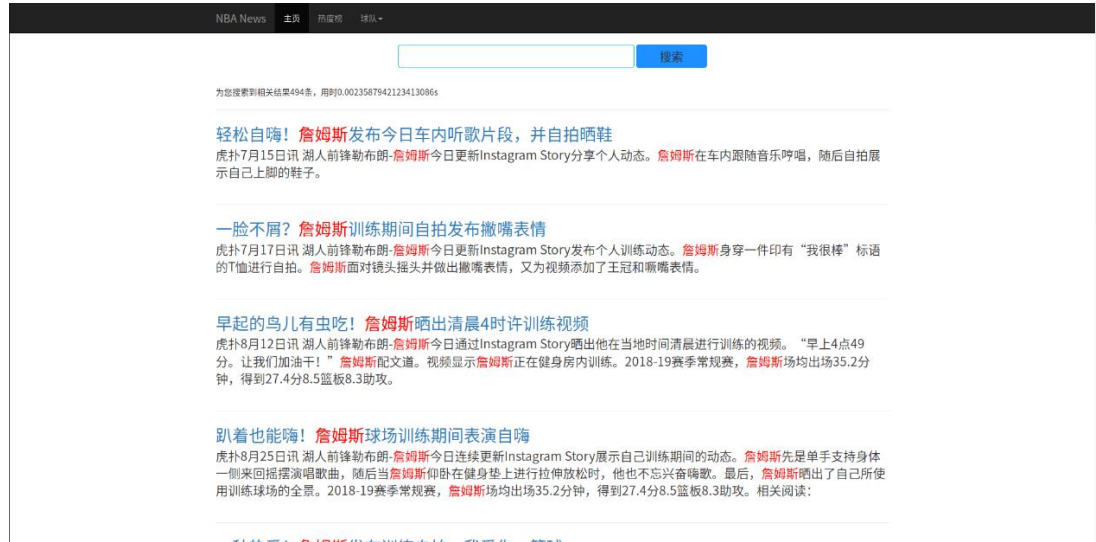 NBA News 主页 热度榜 球队
搜索
为您搜索到相关结果494条，用时0.0023587942123413086s
轻松自嗨！詹姆斯发布今日车内听歌片段，并自拍晒鞋
虎扑7月15日讯 湖人前锋勒布朗-詹姆斯今日更新Instagram Story分享个人动态。詹姆斯在车内跟随音乐哼唱，随后自拍展
示自己上脚的鞋子。
一脸不屑？詹姆斯训练期间自拍发布撇嘴表情
虎扑7月17日讯 湖人前锋勒布朗-詹姆斯今日更新Instagram Story发布个人训练动态。詹姆斯身穿一件印有“我很棒”标语
的T恤进行自拍。詹姆斯面对镜头摇头并做出撇嘴表情，又为视频添加了王冠和噘嘴表情。
早起的鸟儿有虫吃！詹姆斯晒出清晨4时许训练视频
虎扑8月12日讯 湖人前锋勒布朗-詹姆斯今日通过Instagram Story晒出他在当地时间清晨进行训练的视频。“早上4点49
分。让我们加油干！”詹姆斯配文道。视频显示詹姆斯正在健身房内训练。2018-19赛季常规赛，詹姆斯场均出场35.2分
钟，得到27.4分8.5篮板8.3助攻。
趴着也能嗨！詹姆斯球场训练期间表演自嗨
虎扑8月25日讯 湖人前锋勒布朗-詹姆斯今日连续更新Instagram Story展示自己训练期间的动态。詹姆斯先是单手支持身体
一侧来回摇摆演唱歌曲，随后当詹姆斯仰卧在健身垫上进行拉伸放松时，他也不忘兴奋嗨歌。最后，詹姆斯晒出了自己所使
用训练球场的全景。2018-19赛季常规赛，詹姆斯场均出场35.2分钟，得到27.4分8.5篮板8.3助攻。相关阅读：